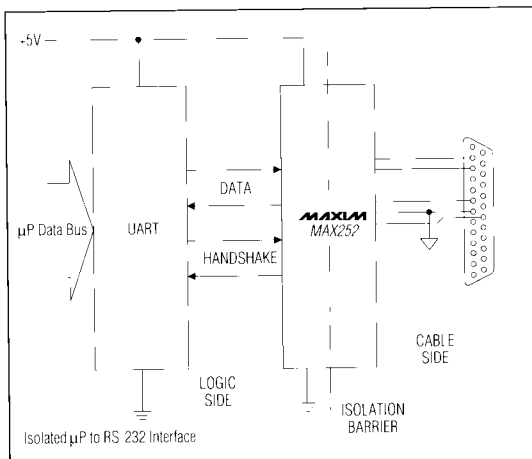 +5V
DATA
µP Data Bus
UART
MAXIM
MAX252
HANDSHAKE
CABLE
SIDE
LOGIC
SIDE
ISOLATION
BARRIER
Isolated µP to RS 232 Interface